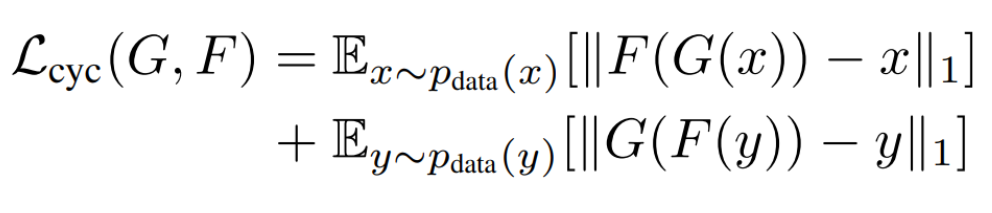 ℒ_cyc(G, F) = 𝔼_{x∼p_data(x)}[‖F(G(x)) − x‖₁]
+ 𝔼_{y∼p_data(y)}[‖G(F(y)) − y‖₁]